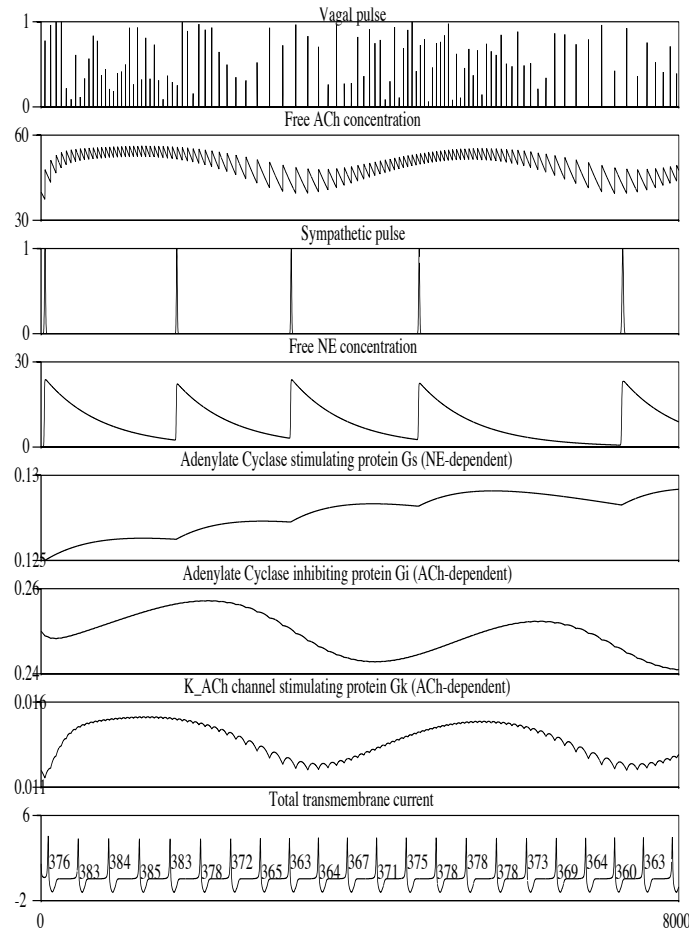 Vagal pulse
1
0
Free ACh concentration
60
30
Sympathetic pulse
1
0
Free NE concentration
30
0
Adenylate Cyclase stimulating protein Gs (NE-dependent)
0.13
0.125
Adenylate Cyclase inhibiting protein Gi (ACh-dependent)
0.26
0.24
K_ACh channel stimulating protein Gk (ACh-dependent)
0.016
0.011
Total transmembrane current
6
376 384 383 372 363 367 375 378 373 364 363
383 385 378 365 364 371 378 378 369 360
-2
0 8000